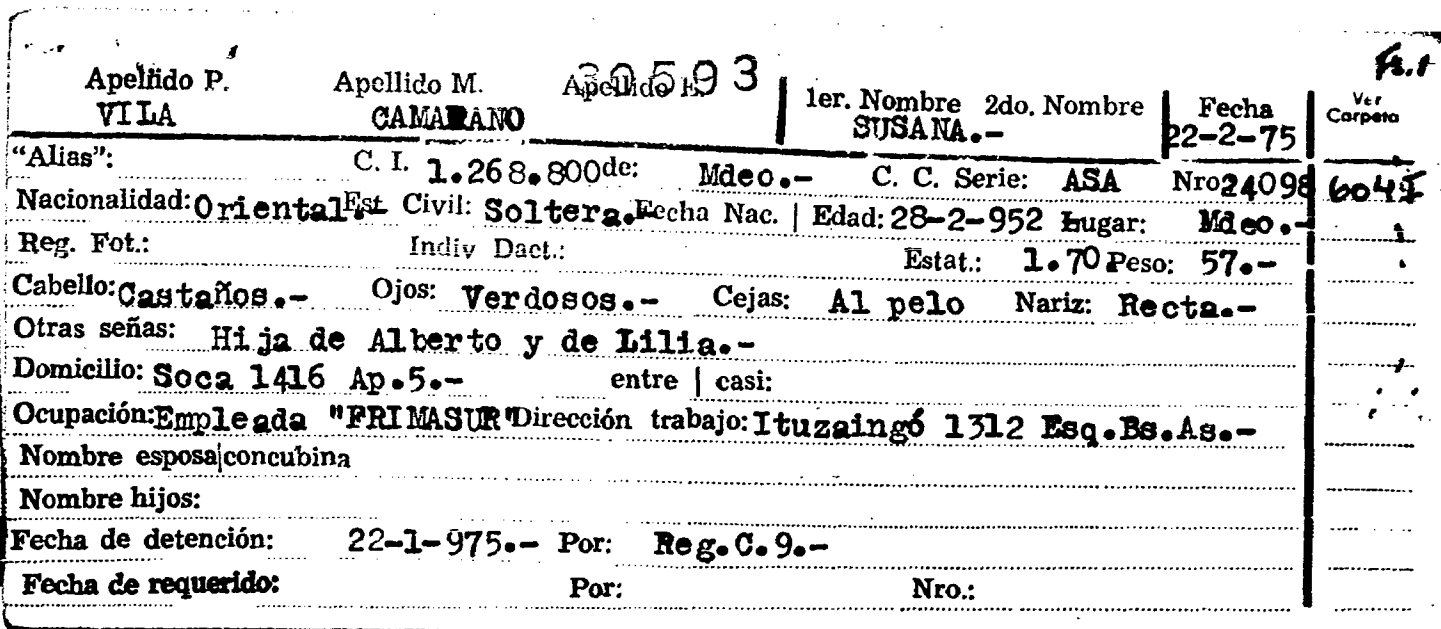 Fs.1
Apellido P. Apellido M. 30593 1er. Nombre 2do. Nombre Fecha Ver Carpeta
VILA CAMARANO SUSANA.- 22-2-75
"Alias": C. I. 1.268.800 de: Mdeo.- C. C. Serie: ASA Nro 24098 6045
Nacionalidad: Oriental Est Civil: Soltera. Fecha Nac. | Edad: 28-2-952 Lugar: Mdeo.-
Reg. Fot.: Indiv Dact.: Estat.: 1.70 Peso: 57.-
Cabello: Castaños.- Ojos: Verdosos.- Cejas: Al pelo Nariz: Recta.-
Otras señas: Hija de Alberto y de Lilia.-
Domicilio: Soca 1416 Ap.5.- entre | casi:
Ocupación: Empleada "FRIMASUR" Dirección trabajo: Ituzaingó 1312 Esq.Bs.As.-
Nombre esposa|concubina
Nombre hijos:
Fecha de detención: 22-1-975.- Por: Reg.C.9.-
Fecha de requerido: Por: Nro.: